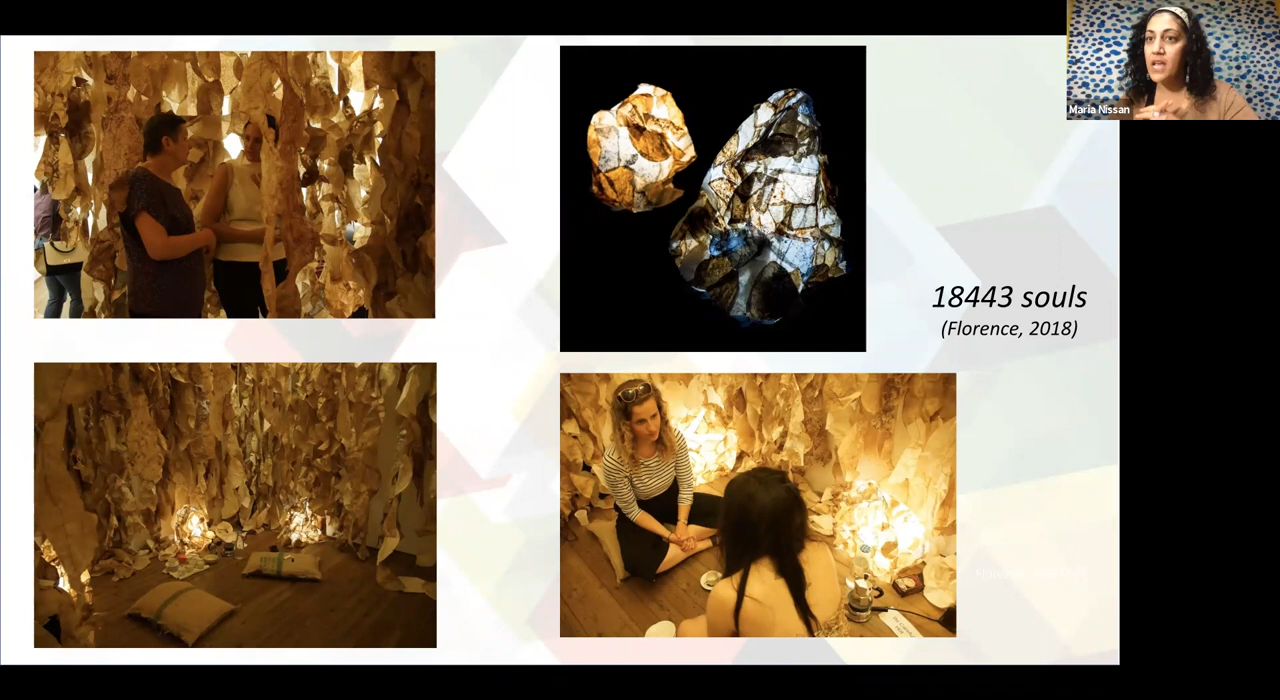 Maria Nissan
18443 souls
(Florence, 2018)